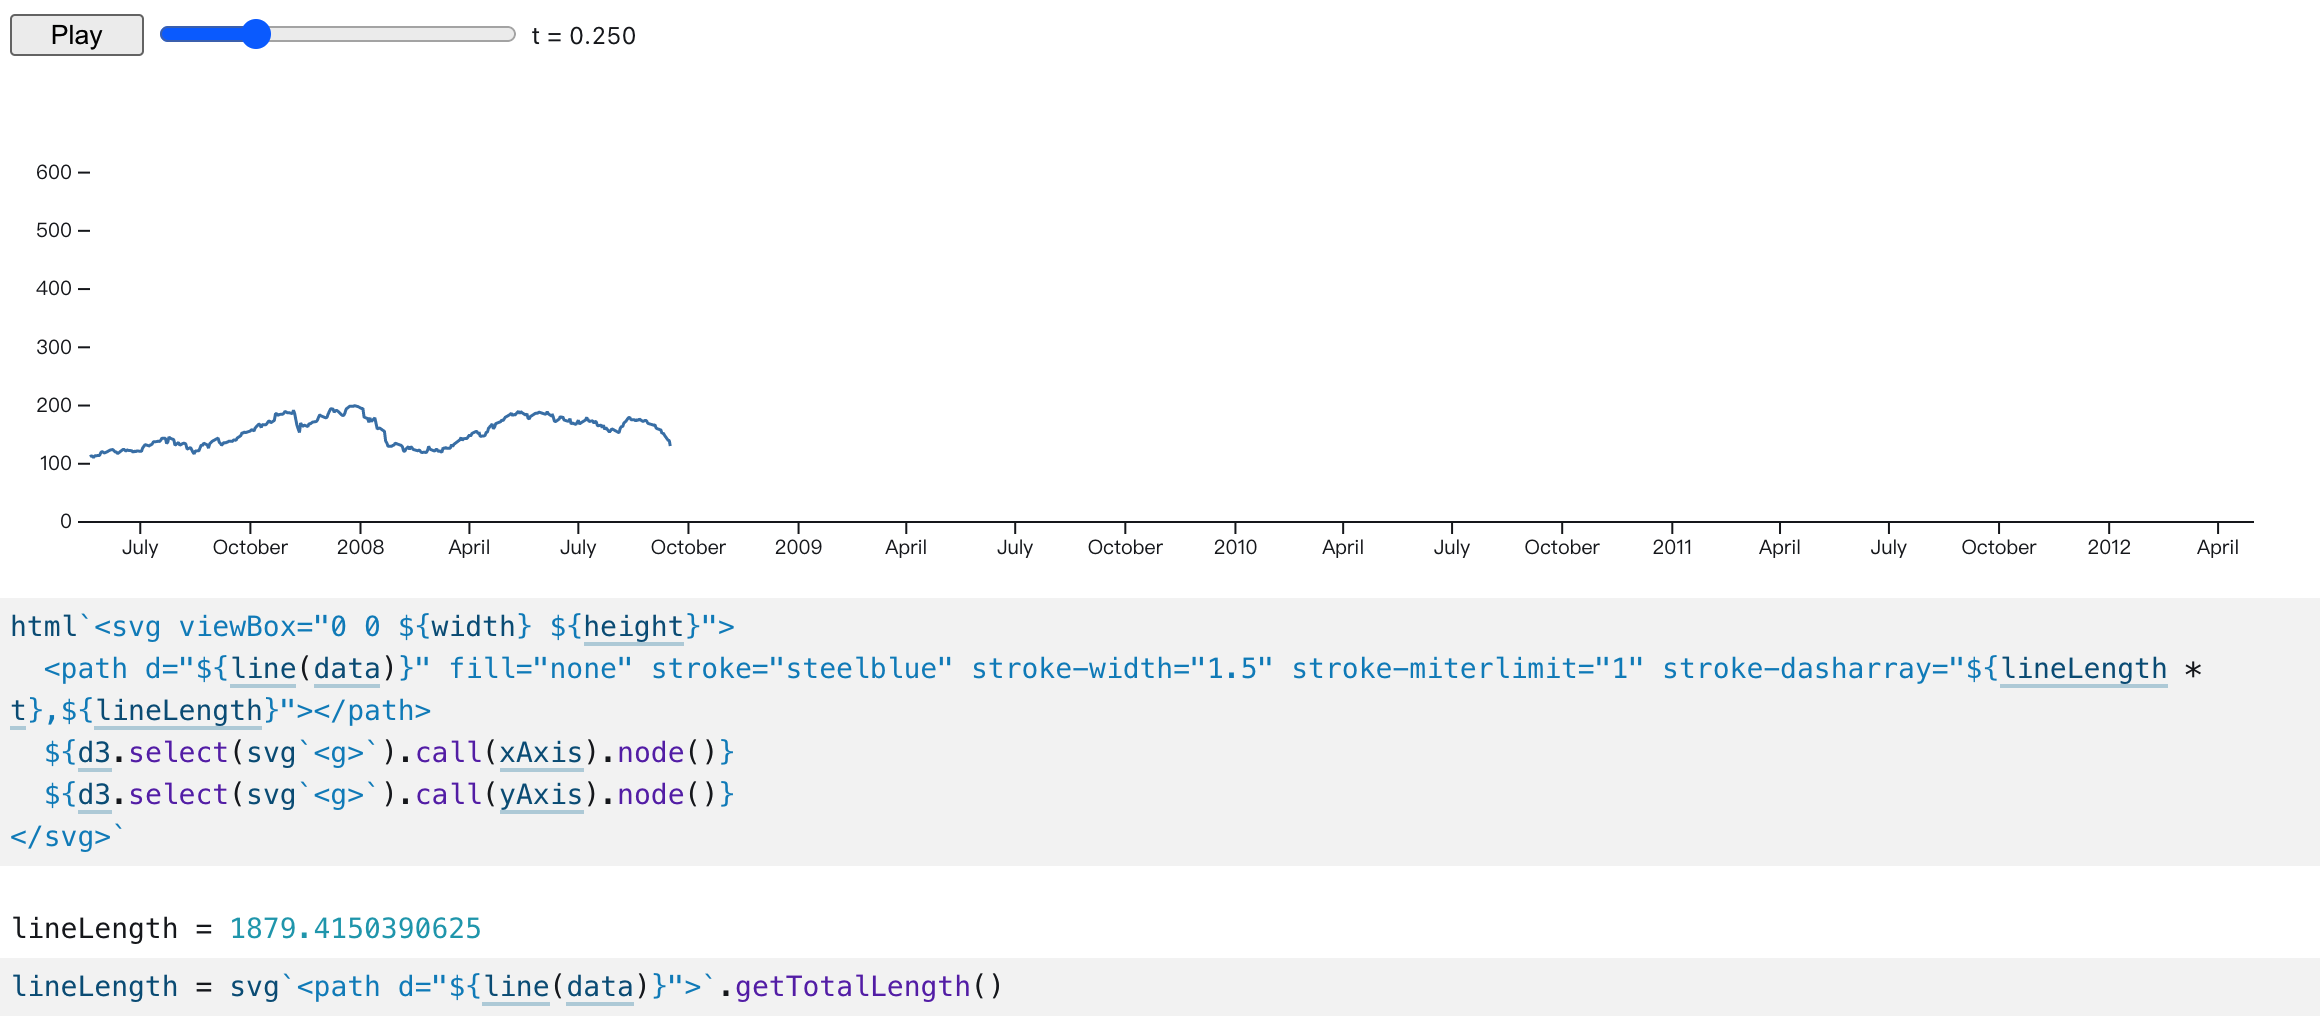 Play t = 0.250
600
500
400
300
200
100
0
July October 2008 April July October 2009 April July October 2010 April July October 2011 April July October 2012 April
html`<svg viewBox="0 0 ${width} ${height}">
  <path d="${line(data)}" fill="none" stroke="steelblue" stroke-width="1.5" stroke-miterlimit="1" stroke-dasharray="${lineLength *
t},${lineLength}"></path>
  ${d3.select(svg`<g>`).call(xAxis).node()}
  ${d3.select(svg`<g>`).call(yAxis).node()}
</svg>`
lineLength = 1879.4150390625
lineLength = svg`<path d="${line(data)}">`.getTotalLength()